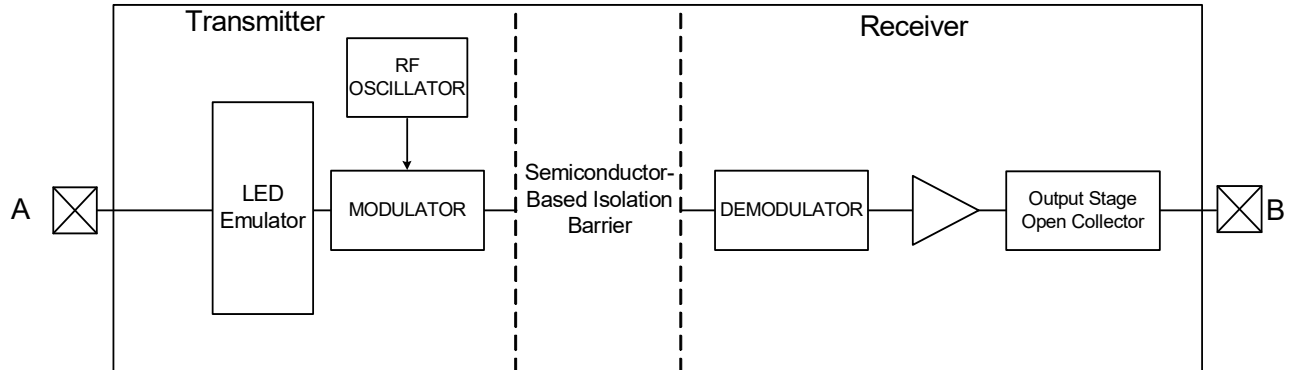 Transmitter
Receiver
RF
OSCILLATOR
A
LED
Emulator
MODULATOR
Semiconductor-
Based Isolation
Barrier
DEMODULATOR
Output Stage
Open Collector
B